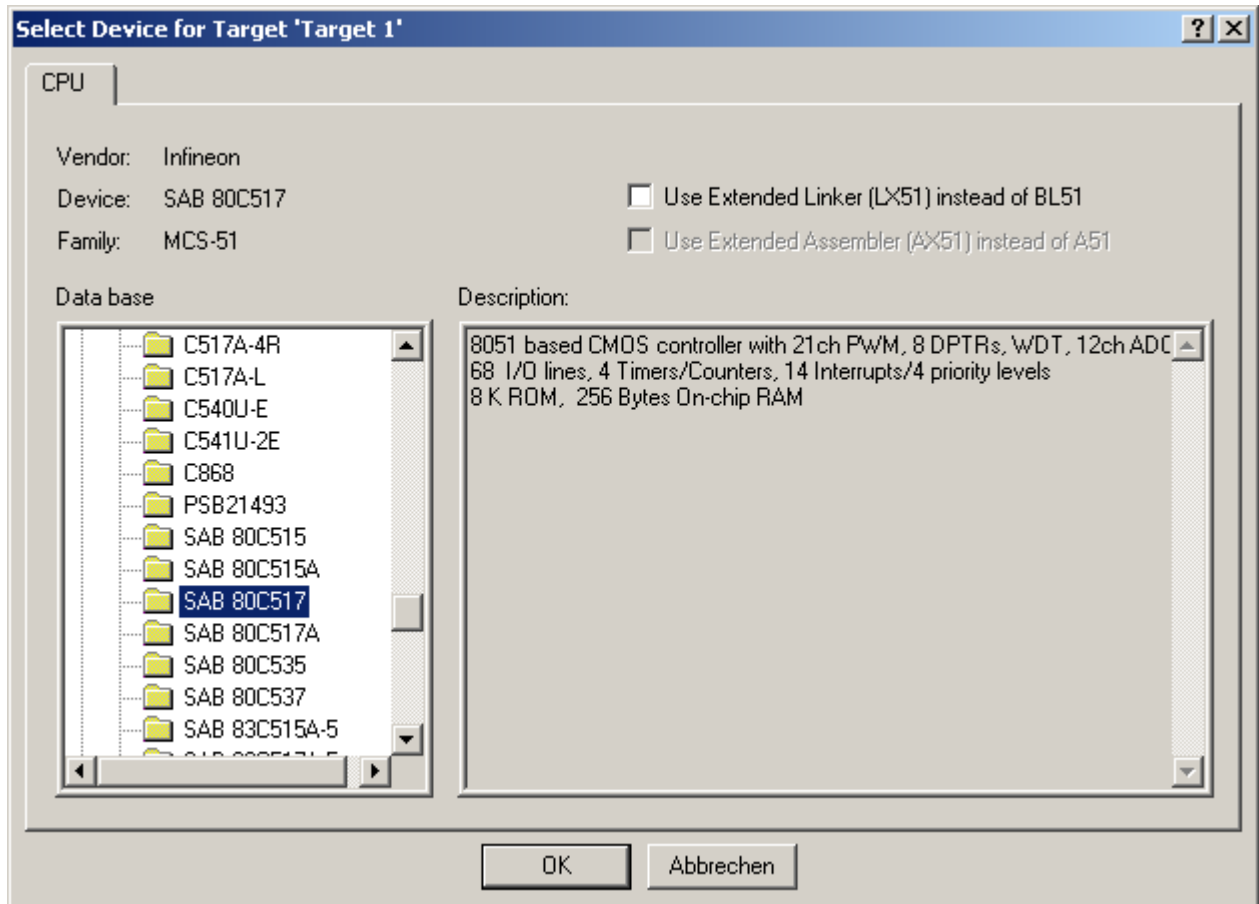 Select Device for Target 'Target 1'
CPU
Vendor: Infineon
Device: SAB 80C517
Family: MCS-51
Use Extended Linker (LX51) instead of BL51
Use Extended Assembler (AX51) instead of A51
Data base
C517A-4R
C517A-L
C540U-E
C541U-2E
C868
PSB21493
SAB 80C515
SAB 80C515A
SAB 80C517
SAB 80C517A
SAB 80C535
SAB 80C537
SAB 83C515A-5
Description:
8051 based CMOS controller with 21ch PWM, 8 DPTRs, WDT, 12ch ADC
68 I/O lines, 4 Timers/Counters, 14 Interrupts/4 priority levels
8 K ROM, 256 Bytes On-chip RAM
OK
Abbrechen